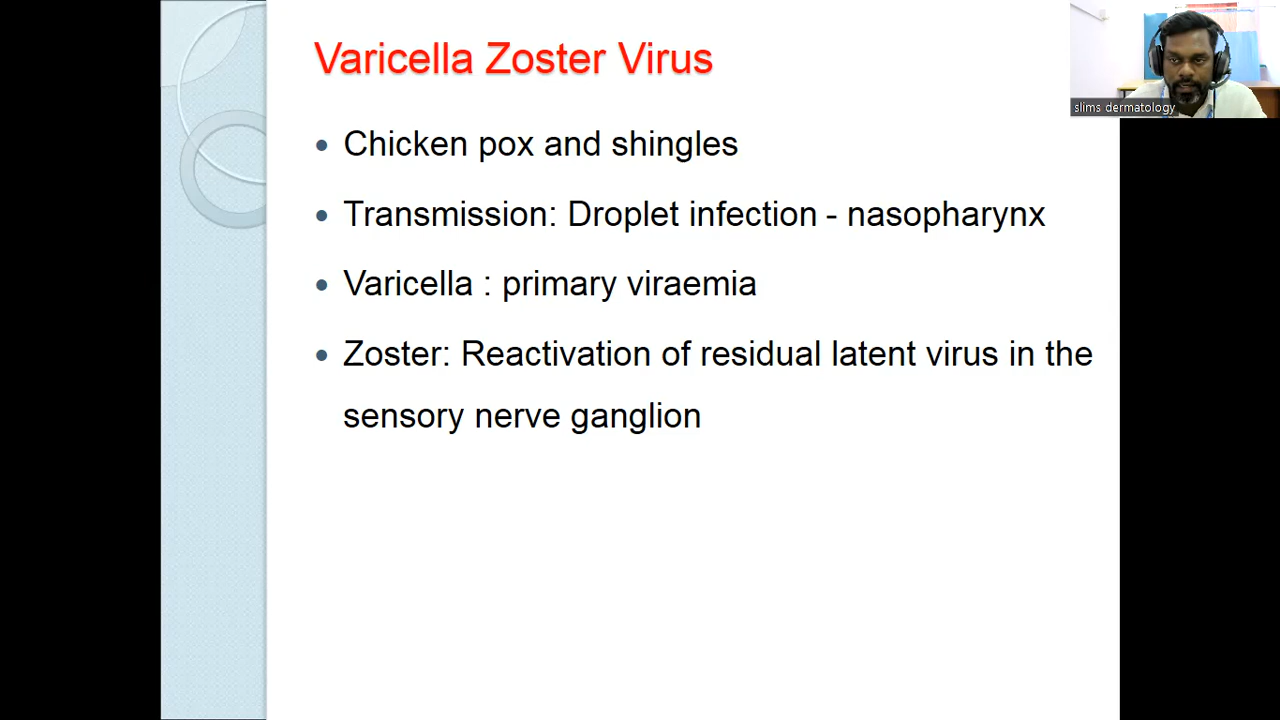 Varicella Zoster Virus
slims dermatology
• Chicken pox and shingles
• Transmission: Droplet infection - nasopharynx
• Varicella : primary viraemia
• Zoster: Reactivation of residual latent virus in the
sensory nerve ganglion